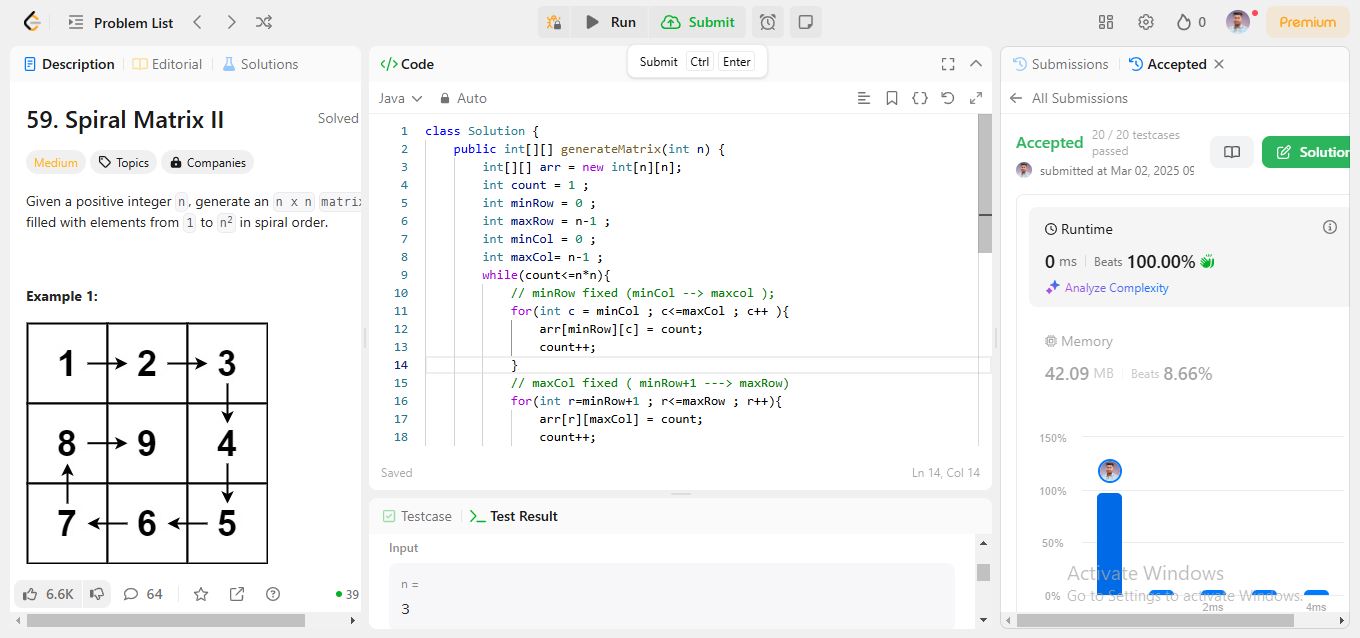 Problem List
Run
Submit
0
Premium
Submit Ctrl Enter
Description
Editorial
Solutions
59. Spiral Matrix II
Solved
Medium
Topics
Companies
Given a positive integer n, generate an n x n matrix
filled with elements from 1 to n² in spiral order.
Example 1:
1 2 3
8 9 4
7 6 5
6.6K
64
39
</> Code
Java
Auto
1 class Solution {
2 public int[][] generateMatrix(int n) {
3 int[][] arr = new int[n][n];
4 int count = 1 ;
5 int minRow = 0 ;
6 int maxRow = n-1 ;
7 int minCol = 0 ;
8 int maxCol= n-1 ;
9 while(count<=n*n){
10 // minRow fixed (minCol --> maxcol );
11 for(int c = minCol ; c<=maxCol ; c++ ){
12 arr[minRow][c] = count;
13 count++;
14 }
15 // maxCol fixed ( minRow+1 ---> maxRow)
16 for(int r=minRow+1 ; r<=maxRow ; r++){
17 arr[r][maxCol] = count;
18 count++;
Saved
Ln 14, Col 14
Testcase
Test Result
Input
n =
3
Submissions
Accepted
All Submissions
Accepted
20 / 20 testcases
passed
submitted at Mar 02, 2025 09
Solution
Runtime
0 ms
Beats 100.00%
Analyze Complexity
Memory
42.09 MB
Beats 8.66%
150%
100%
50%
0%
2ms
4ms
Activate Windows
Go to Settings to activate Windows.